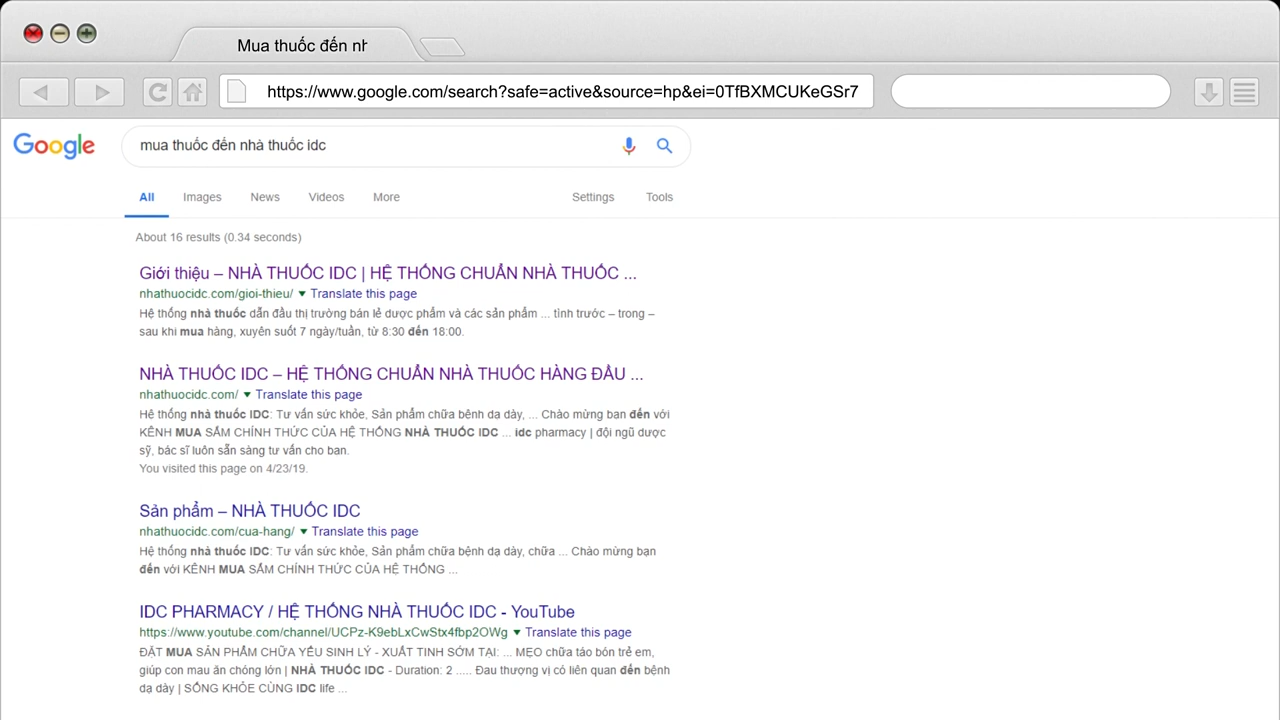 Mua thuốc đến nh
https://www.google.com/search?safe=active&source=hp&ei=0TfBXMCUKeGSr7
Google
mua thuốc đến nhà thuốc idc
All Images News Videos More Settings Tools
About 16 results (0.34 seconds)
Giới thiệu – NHÀ THUỐC IDC | HỆ THỐNG CHUẨN NHÀ THUỐC ...
nhathuocidc.com/gioi-thieu/ ▼ Translate this page
Hệ thống nhà thuốc dẫn đầu thị trường bán lẻ dược phẩm và các sản phẩm ... tình trước – trong –
sau khi mua hàng, xuyên suốt 7 ngày/tuần, từ 8:30 đến 18:00.
NHÀ THUỐC IDC – HỆ THỐNG CHUẨN NHÀ THUỐC HÀNG ĐẦU ...
nhathuocidc.com/ ▼ Translate this page
Hệ thống nhà thuốc IDC: Tư vấn sức khỏe, Sản phẩm chữa bệnh dạ dày, ... Chào mừng bạn đến với
KÊNH MUA SẮM CHÍNH THỨC CỦA HỆ THỐNG NHÀ THUỐC IDC ... idc pharmacy | đội ngũ dược
sỹ, bác sĩ luôn sẵn sàng tư vấn cho bạn.
You visited this page on 4/23/19.
Sản phẩm – NHÀ THUỐC IDC
nhathuocidc.com/cua-hang/ ▼ Translate this page
Hệ thống nhà thuốc IDC: Tư vấn sức khỏe, Sản phẩm chữa bệnh dạ dày, chữa ... Chào mừng bạn
đến với KÊNH MUA SẮM CHÍNH THỨC CỦA HỆ THỐNG ...
IDC PHARMACY / HỆ THỐNG NHÀ THUỐC IDC - YouTube
https://www.youtube.com/channel/UCPz-K9ebLxCwStx4fbp2OWg ▼ Translate this page
ĐẶT MUA SẢN PHẨM CHỮA YẾU SINH LÝ - XUẤT TINH SỚM TẠI: ... MẸO chữa táo bón trẻ em,
giúp con mau ăn chóng lớn | NHÀ THUỐC IDC - Duration: 2 ..... Đau thượng vị có liên quan đến bệnh
dạ dày | SỐNG KHỎE CÙNG IDC life ...